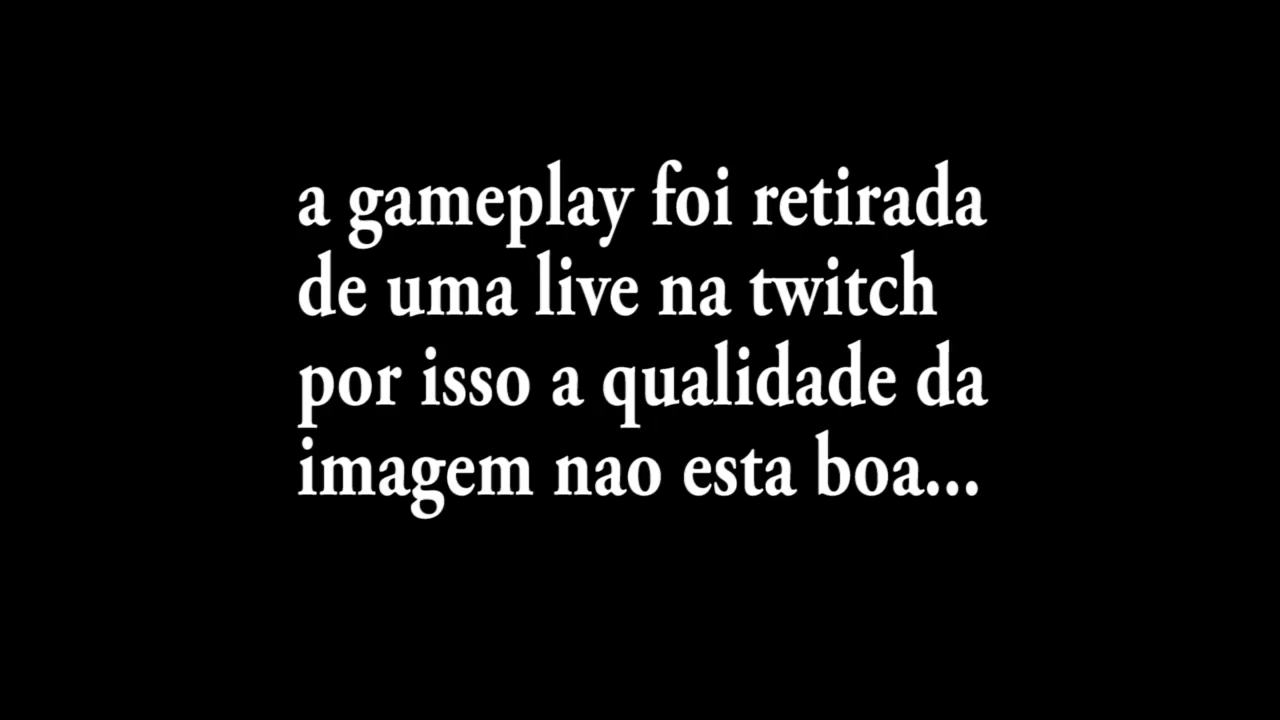 a gameplay foi retirada
de uma live na twitch
por isso a qualidade da
imagem nao esta boa...